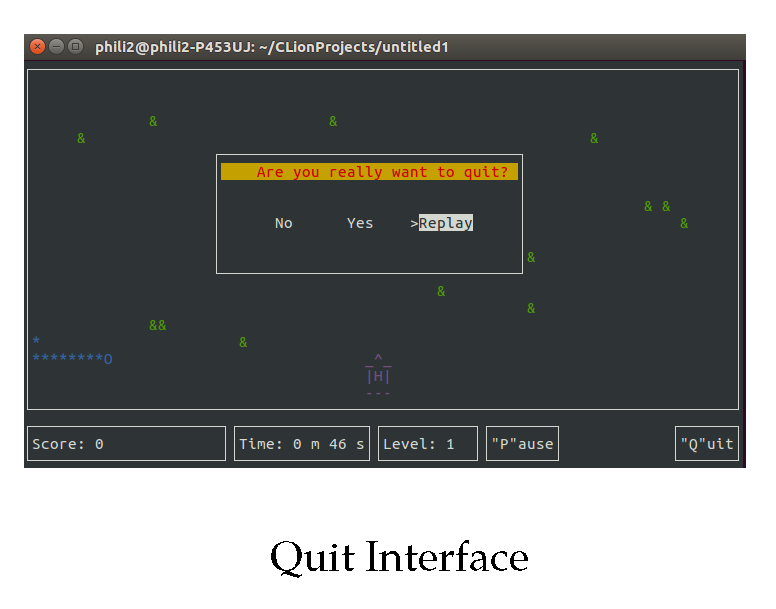 phili2@phili2-P453UJ: ~/CLionProjects/untitled1
& &
& &
Are you really want to quit?
& &
No Yes >Replay &
&
&
&
&&
* &
********O _^_
|H|
---
Score: 0 Time: 0 m 46 s Level: 1 "P"ause "Q"uit
Quit Interface